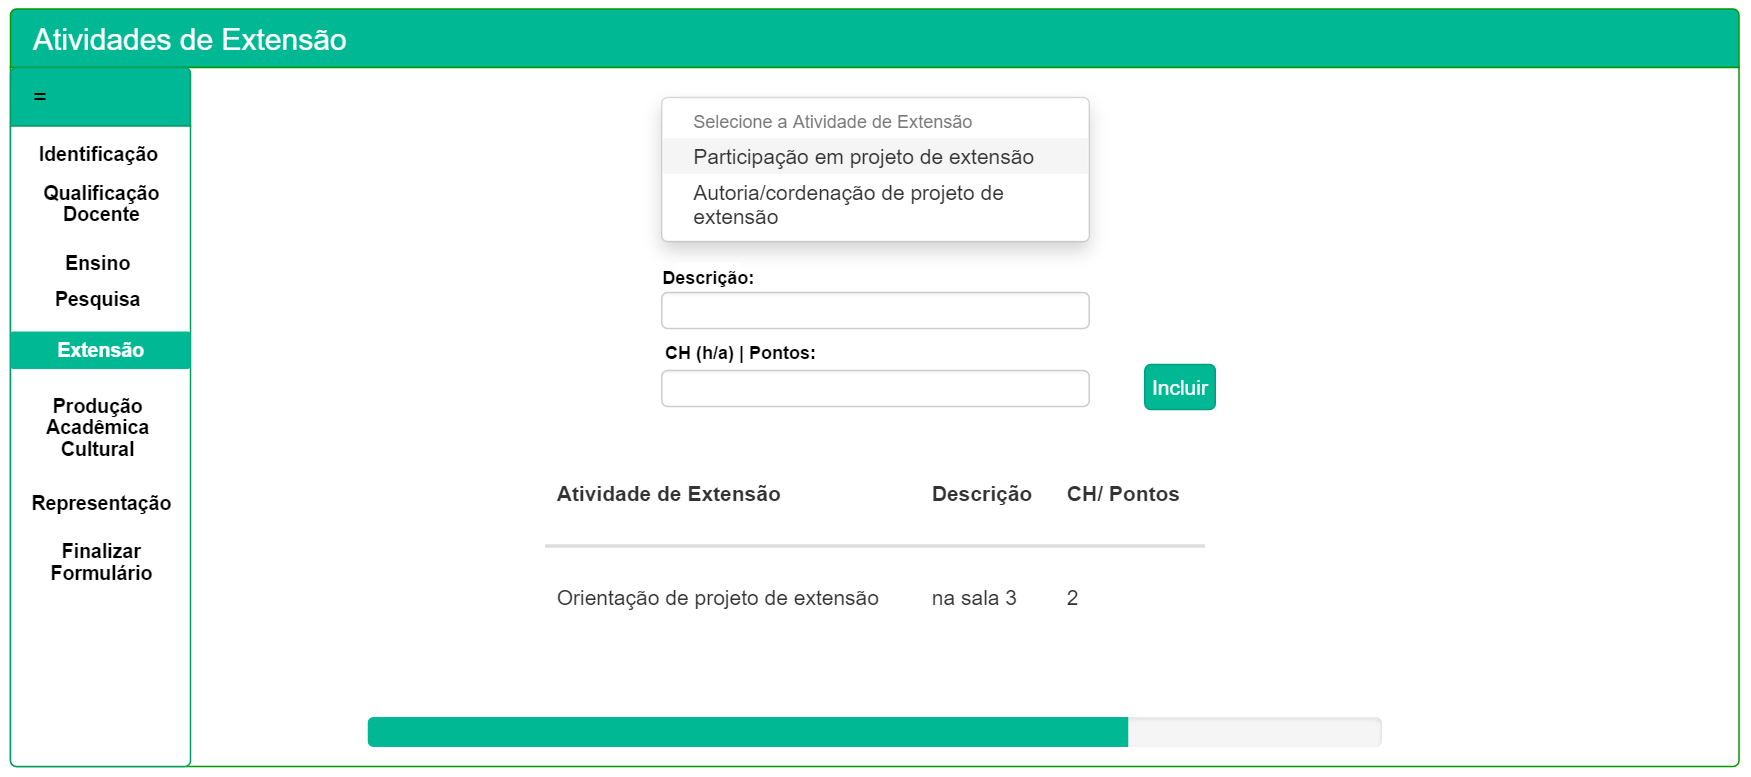 Atividades de Extensão
=
Identificação
Qualificação
Docente
Ensino
Pesquisa
Extensão
Produção
Acadêmica
Cultural
Representação
Finalizar
Formulário
Selecione a Atividade de Extensão
Participação em projeto de extensão
Autoria/cordenação de projeto de
extensão
Descrição:
CH (h/a) | Pontos:
Incluir
Atividade de Extensão Descrição CH/ Pontos
Orientação de projeto de extensão na sala 3 2